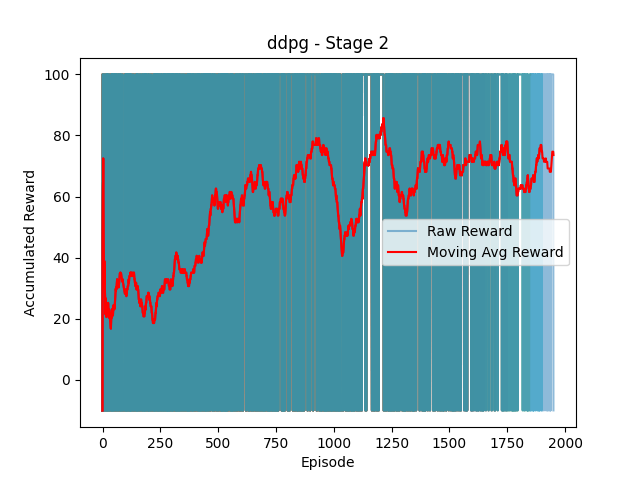 ddpg - Stage 2
100
80
60
40
20
0
Accumulated Reward
Raw Reward
Moving Avg Reward
0 250 500 750 1000 1250 1500 1750 2000
Episode